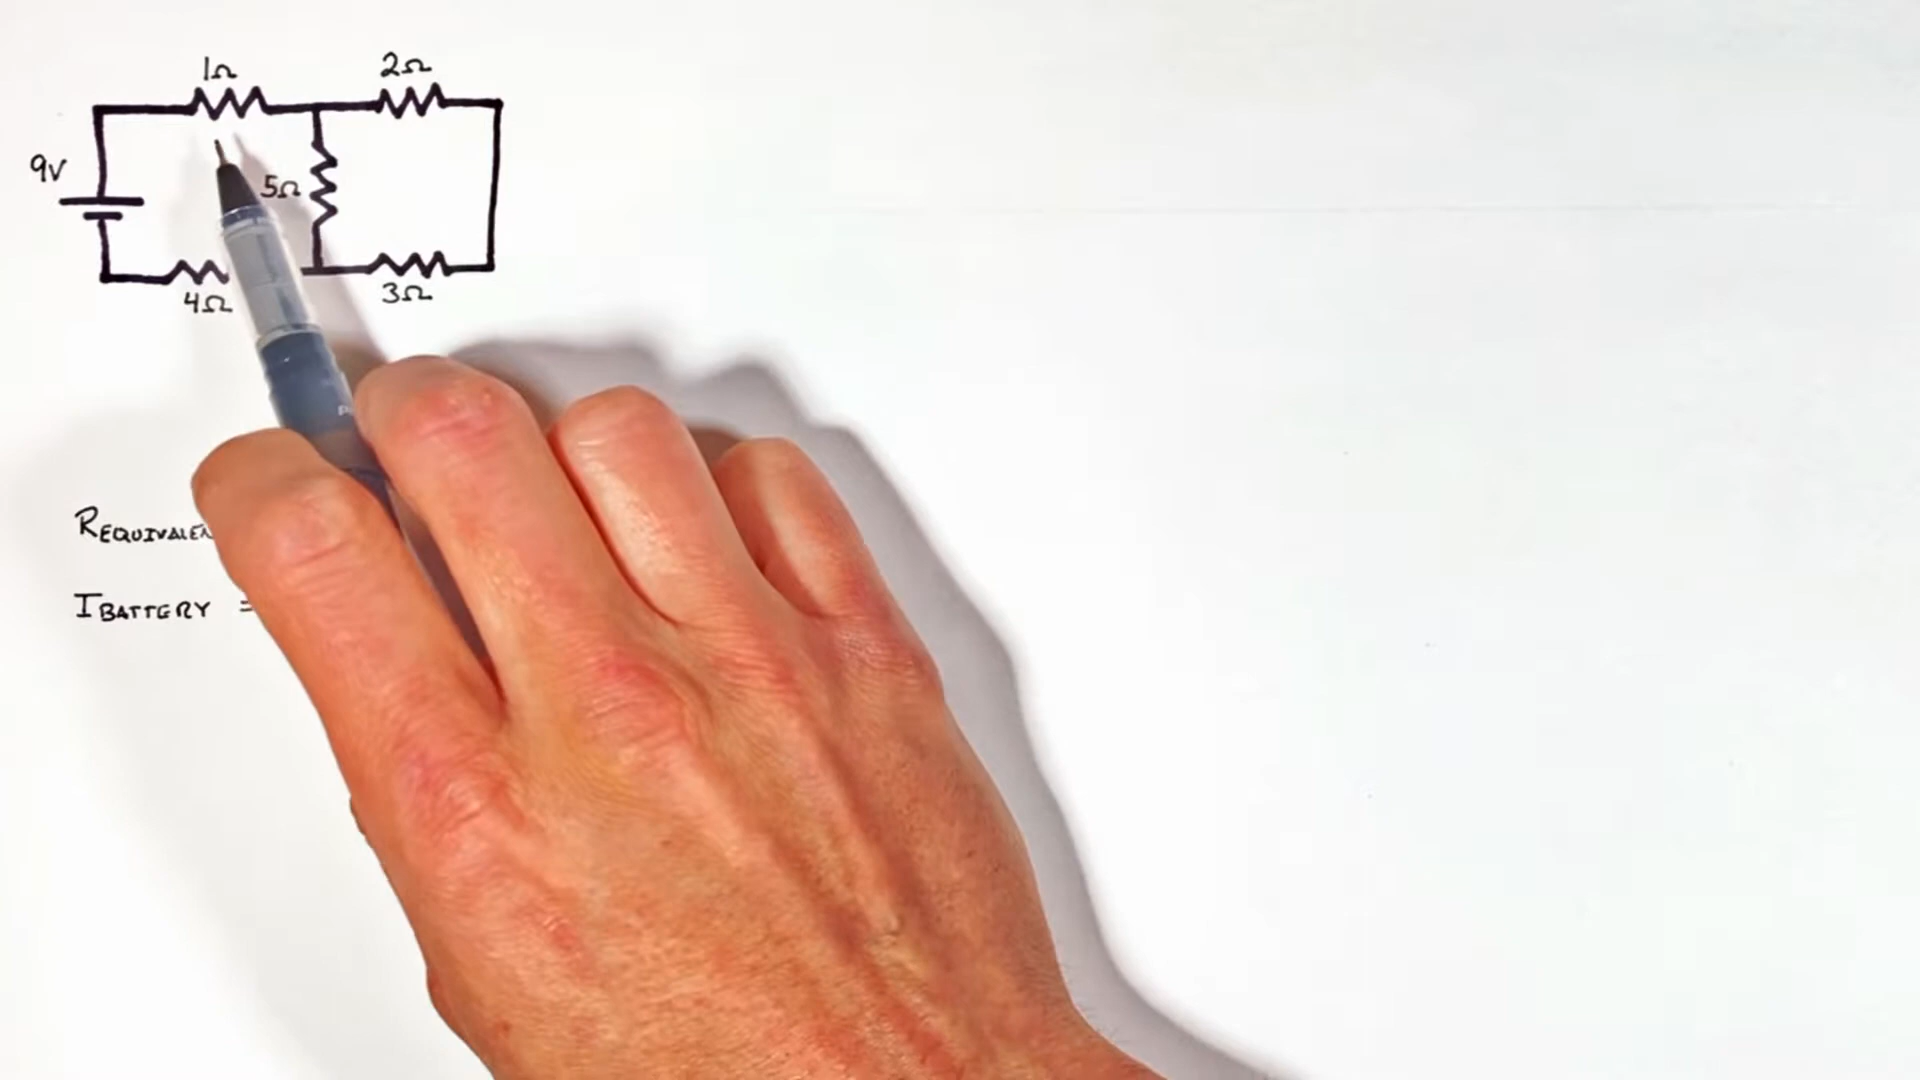 1Ω
2Ω
9V
5Ω
4Ω
3Ω
REQUIVALEN
IBATTERY =